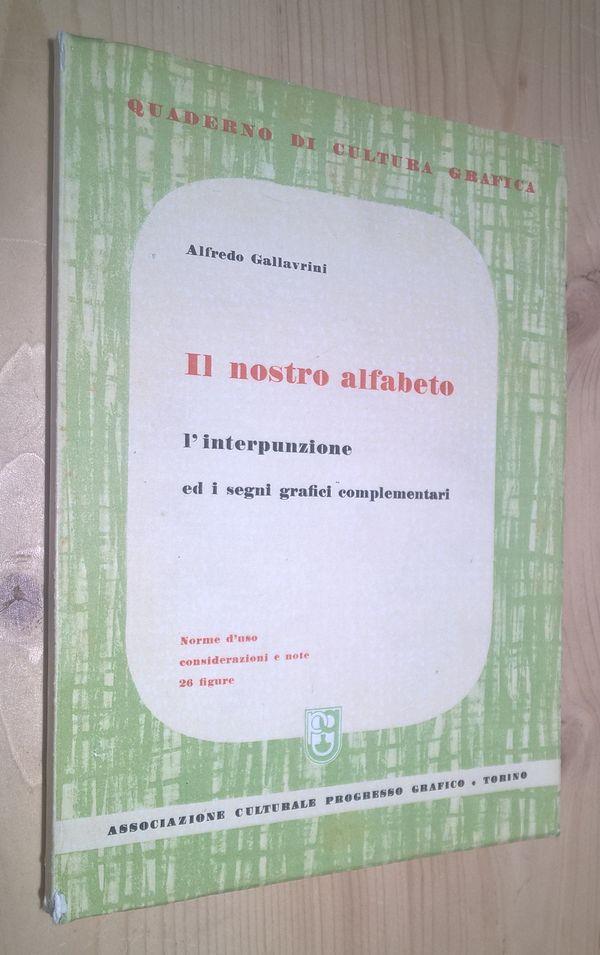 QUADERNO DI CULTURA GRAFICA
Alfredo Gallavrini
Il nostro alfabeto
l'interpunzione
ed i segni grafici complementari
Norme d'uso
considerazioni e note
26 figure
ASSOCIAZIONE CULTURALE PROGRESSO GRAFICO • TORINO